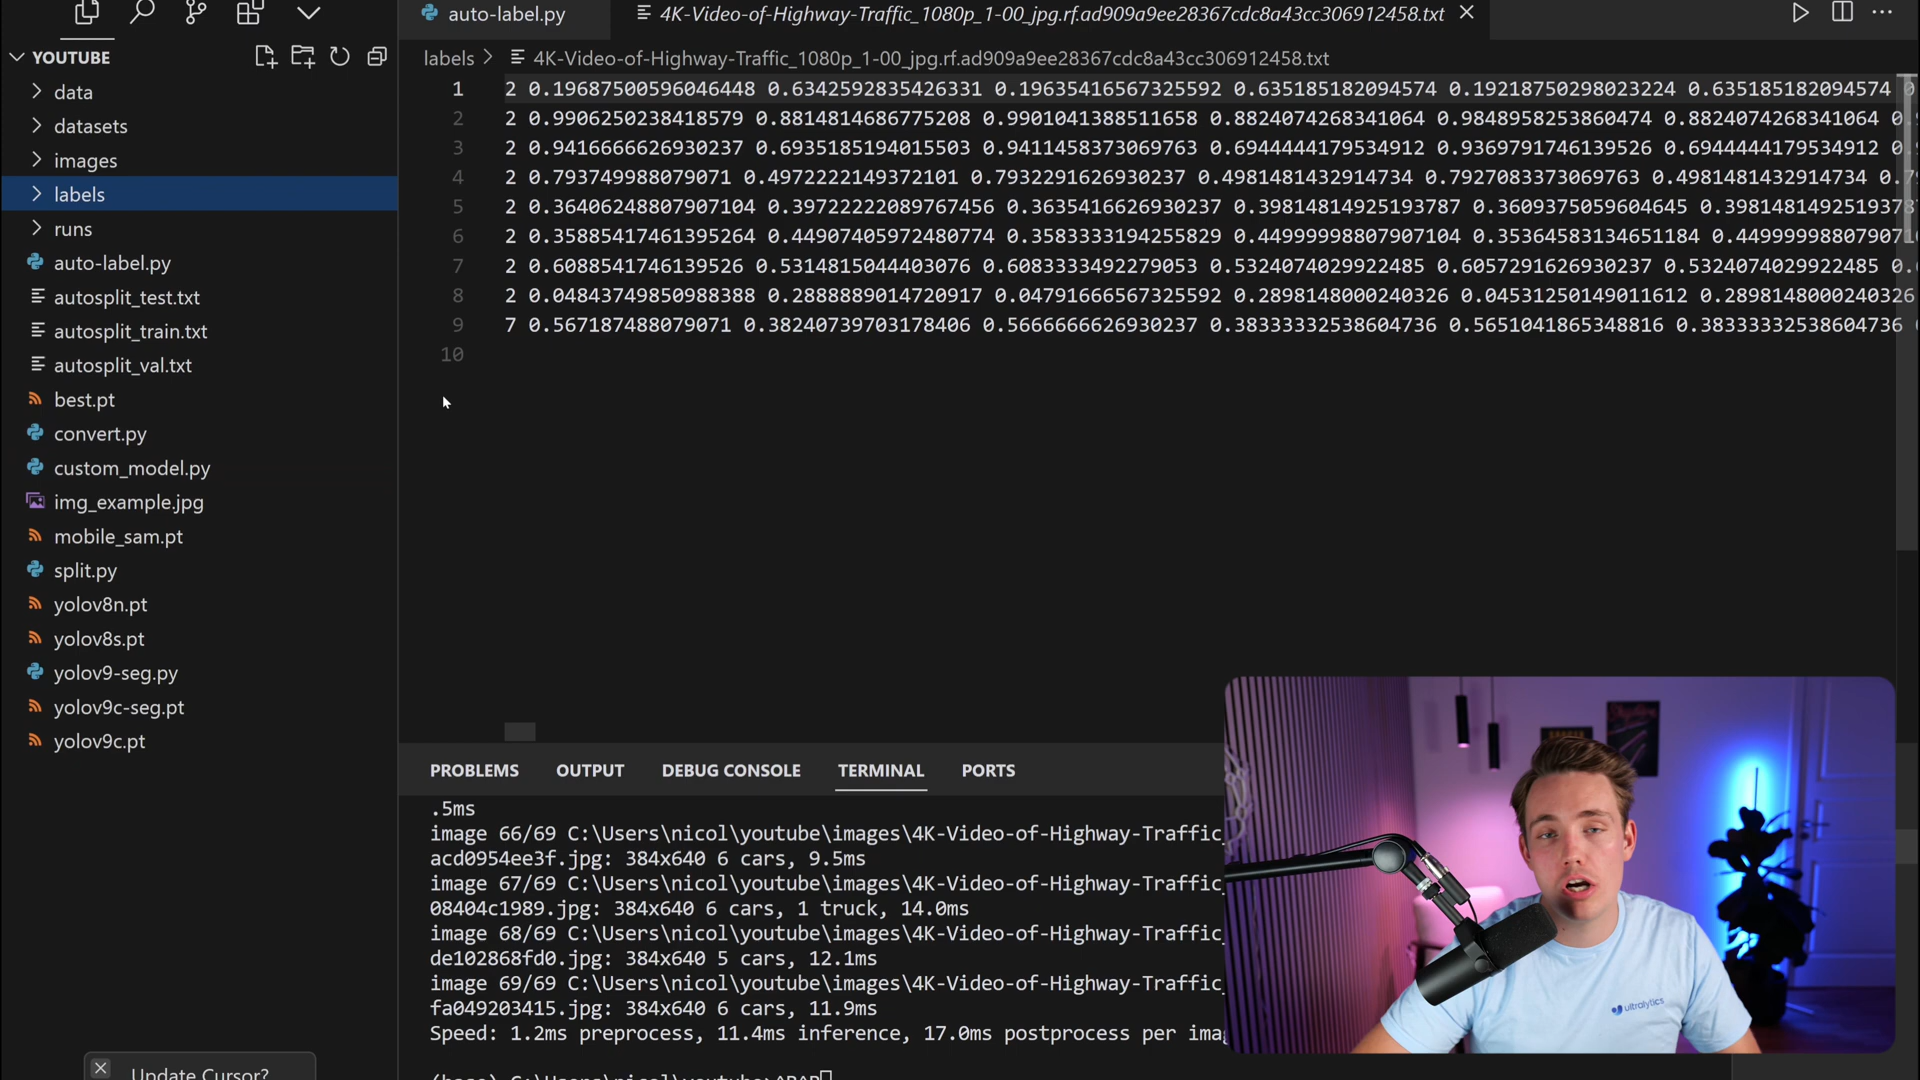 auto-label.py
4K-Video-of-Highway-Traffic_1080p_1-00_jpg.rf.ad909a9ee28367cdc8a43cc306912458.txt
YOUTUBE
labels > 4K-Video-of-Highway-Traffic_1080p_1-00_jpg.rf.ad909a9ee28367cdc8a43cc306912458.txt
data
datasets
images
labels
runs
auto-label.py
autosplit_test.txt
autosplit_train.txt
autosplit_val.txt
best.pt
convert.py
custom_model.py
img_example.jpg
mobile_sam.pt
split.py
yolov8n.pt
yolov8s.pt
yolov9-seg.py
yolov9c-seg.pt
yolov9c.pt
Update Cursor?
1 2 0.19687500596046448 0.6342592835426331 0.19635416567325592 0.635185182094574 0.19218750298023224 0.635185182094574
2 2 0.9906250238418579 0.8814814686775208 0.9901041388511658 0.8824074268341064 0.9848958253860474 0.8824074268341064
3 2 0.9416666626930237 0.6935185194015503 0.9411458373069763 0.6944444179534912 0.9369791746139526 0.6944444179534912
4 2 0.793749988079071 0.4972222149372101 0.7932291626930237 0.4981481432914734 0.7927083373069763 0.4981481432914734
5 2 0.36406248807907104 0.39722222089767456 0.3635416626930237 0.39814814925193787 0.3609375059604645 0.3981481492519378
6 2 0.35885417461395264 0.44907405972480774 0.3583333194255829 0.44999998807907104 0.35364583134651184 0.4499999880790710
7 2 0.6088541746139526 0.5314815044403076 0.6083333492279053 0.5324074029922485 0.6057291626930237 0.5324074029922485 0.
8 2 0.04843749850988388 0.2888889014720917 0.04791666567325592 0.2898148000240326 0.04531250149011612 0.2898148000240326
9 7 0.567187488079071 0.38240739703178406 0.5666666626930237 0.38333332538604736 0.5651041865348816 0.38333332538604736
10
PROBLEMS OUTPUT DEBUG CONSOLE TERMINAL PORTS
.5ms
image 66/69 C:\Users\nicol\youtube\images\4K-Video-of-Highway-Traffic_
acd0954ee3f.jpg: 384x640 6 cars, 9.5ms
image 67/69 C:\Users\nicol\youtube\images\4K-Video-of-Highway-Traffic_
08404c1989.jpg: 384x640 6 cars, 1 truck, 14.0ms
image 68/69 C:\Users\nicol\youtube\images\4K-Video-of-Highway-Traffic_
de102868fd0.jpg: 384x640 5 cars, 12.1ms
image 69/69 C:\Users\nicol\youtube\images\4K-Video-of-Highway-Traffic_
fa049203415.jpg: 384x640 6 cars, 11.9ms
Speed: 1.2ms preprocess, 11.4ms inference, 17.0ms postprocess per ima
ultralytics